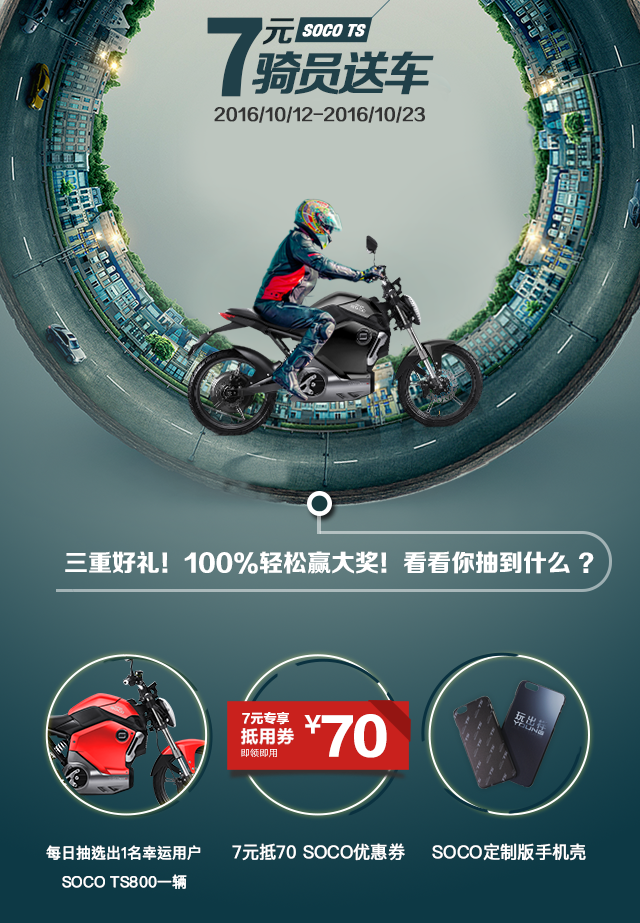 7元 SOCO TS
骑员送车
2016/10/12-2016/10/23
三重好礼！100%轻松赢大奖！看看你抽到什么？
7元专享
抵用券
即领即用
¥70
玩出样
YOUNG
每日抽选出1名幸运用户
SOCO TS800一辆
7元抵70 SOCO优惠券
SOCO定制版手机壳